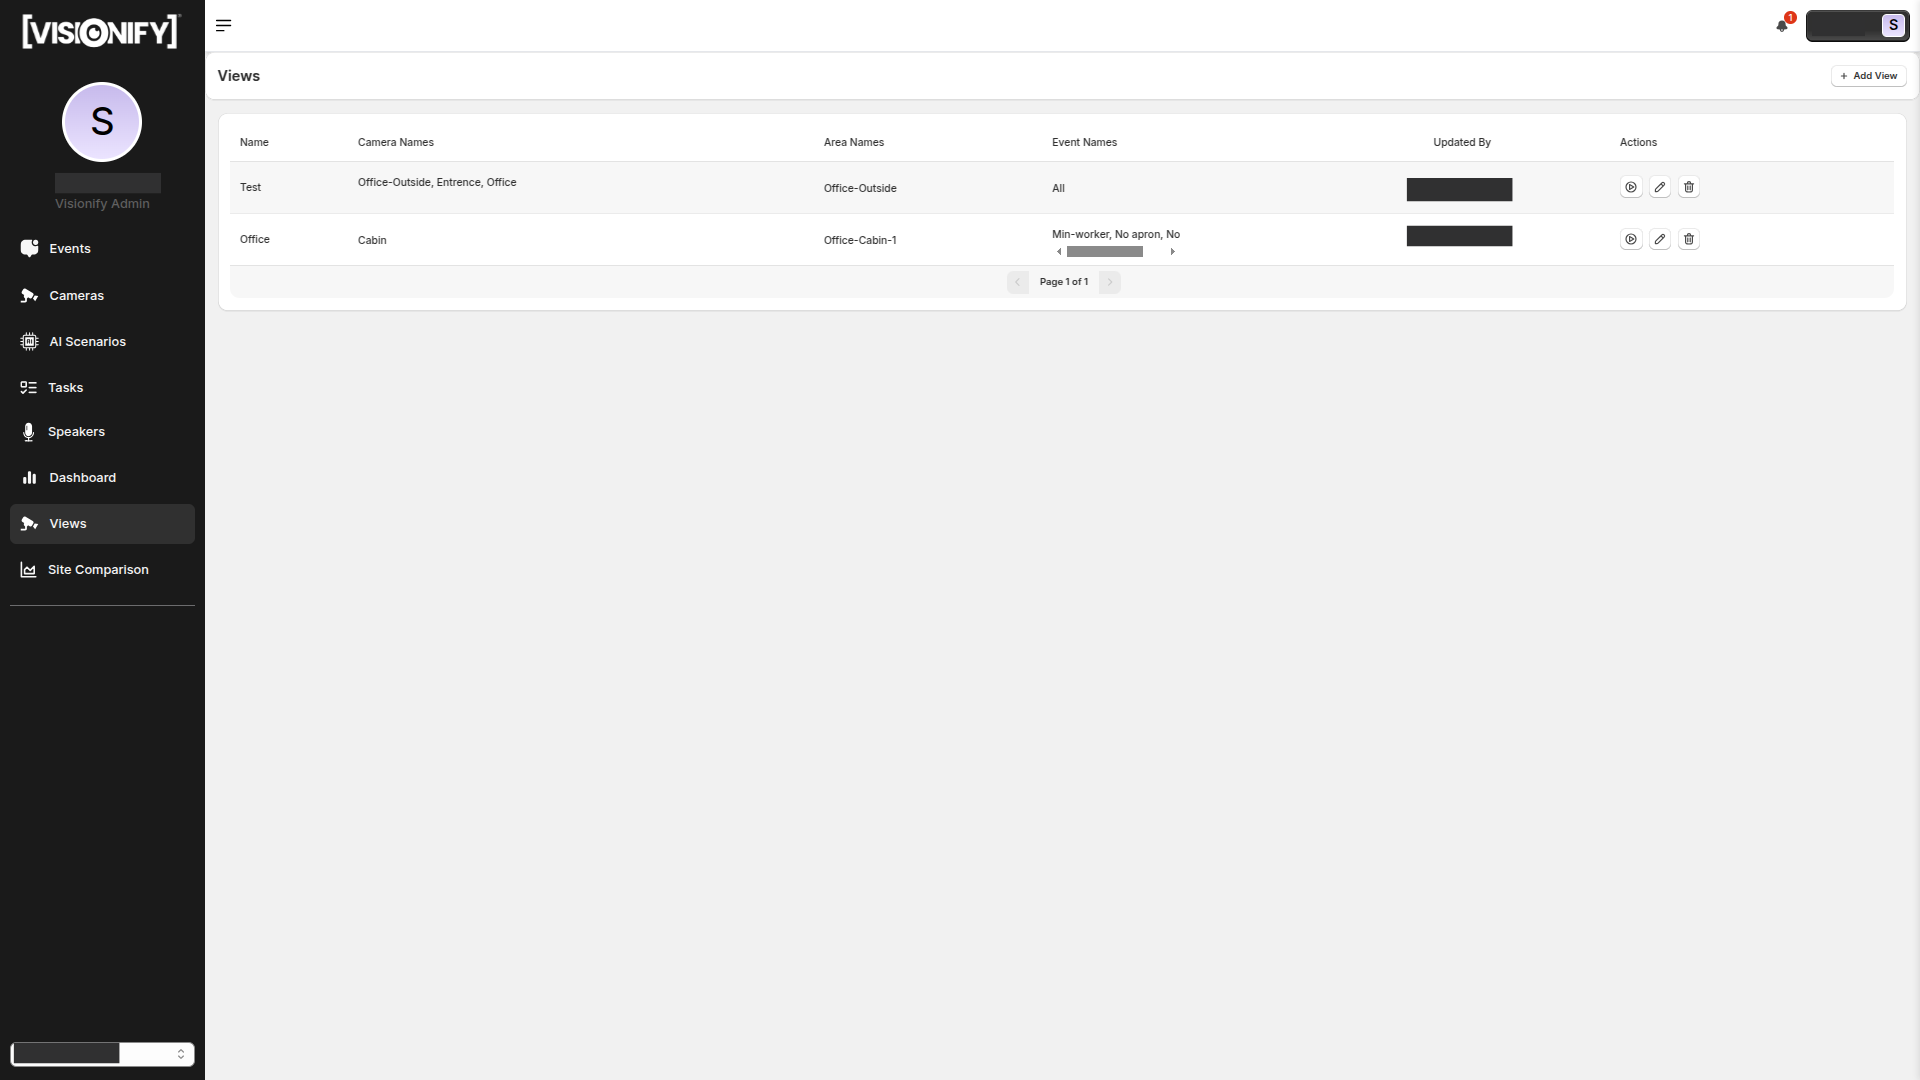 [VISIONIFY]
1
S
Views
+ Add View
S
Visionify Admin
Events
Cameras
AI Scenarios
Tasks
Speakers
Dashboard
Views
Site Comparison
Name Camera Names Area Names Event Names Updated By Actions
Test Office-Outside, Entrence, Office Office-Outside All
Office Cabin Office-Cabin-1 Min-worker, No apron, No
Page 1 of 1